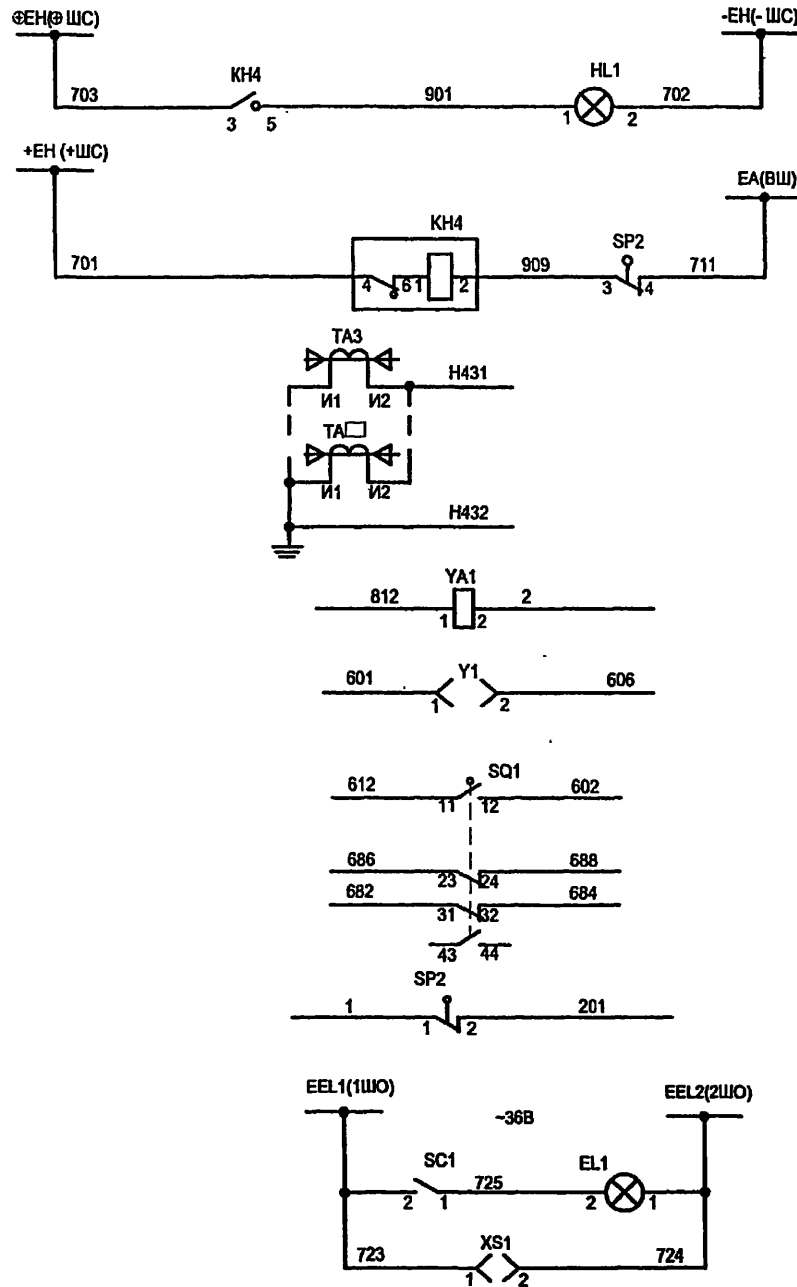 ⊕ЕН(⊕ ШС) -ЕН(- ШС)
703 КН4 901 HL1 702
3 5 1 2
+ЕН (+ШС) ЕА(ВШ)
КН4 SP2
701 909 711
4 6 1 2 3 4
ТА3
Н431
И1 И2
ТА□
И1 И2
Н432
YA1
812 2
1 2
601 Y1 606
1 2
SQ1
612 602
11 12
686 688
23 24
682 684
31 32
43 44
SP2
1 201
1 2
EEL1(1ШО) EEL2(2ШО)
~36В
SC1 725 EL1
2 1 2 1
723 XS1 724
1 2